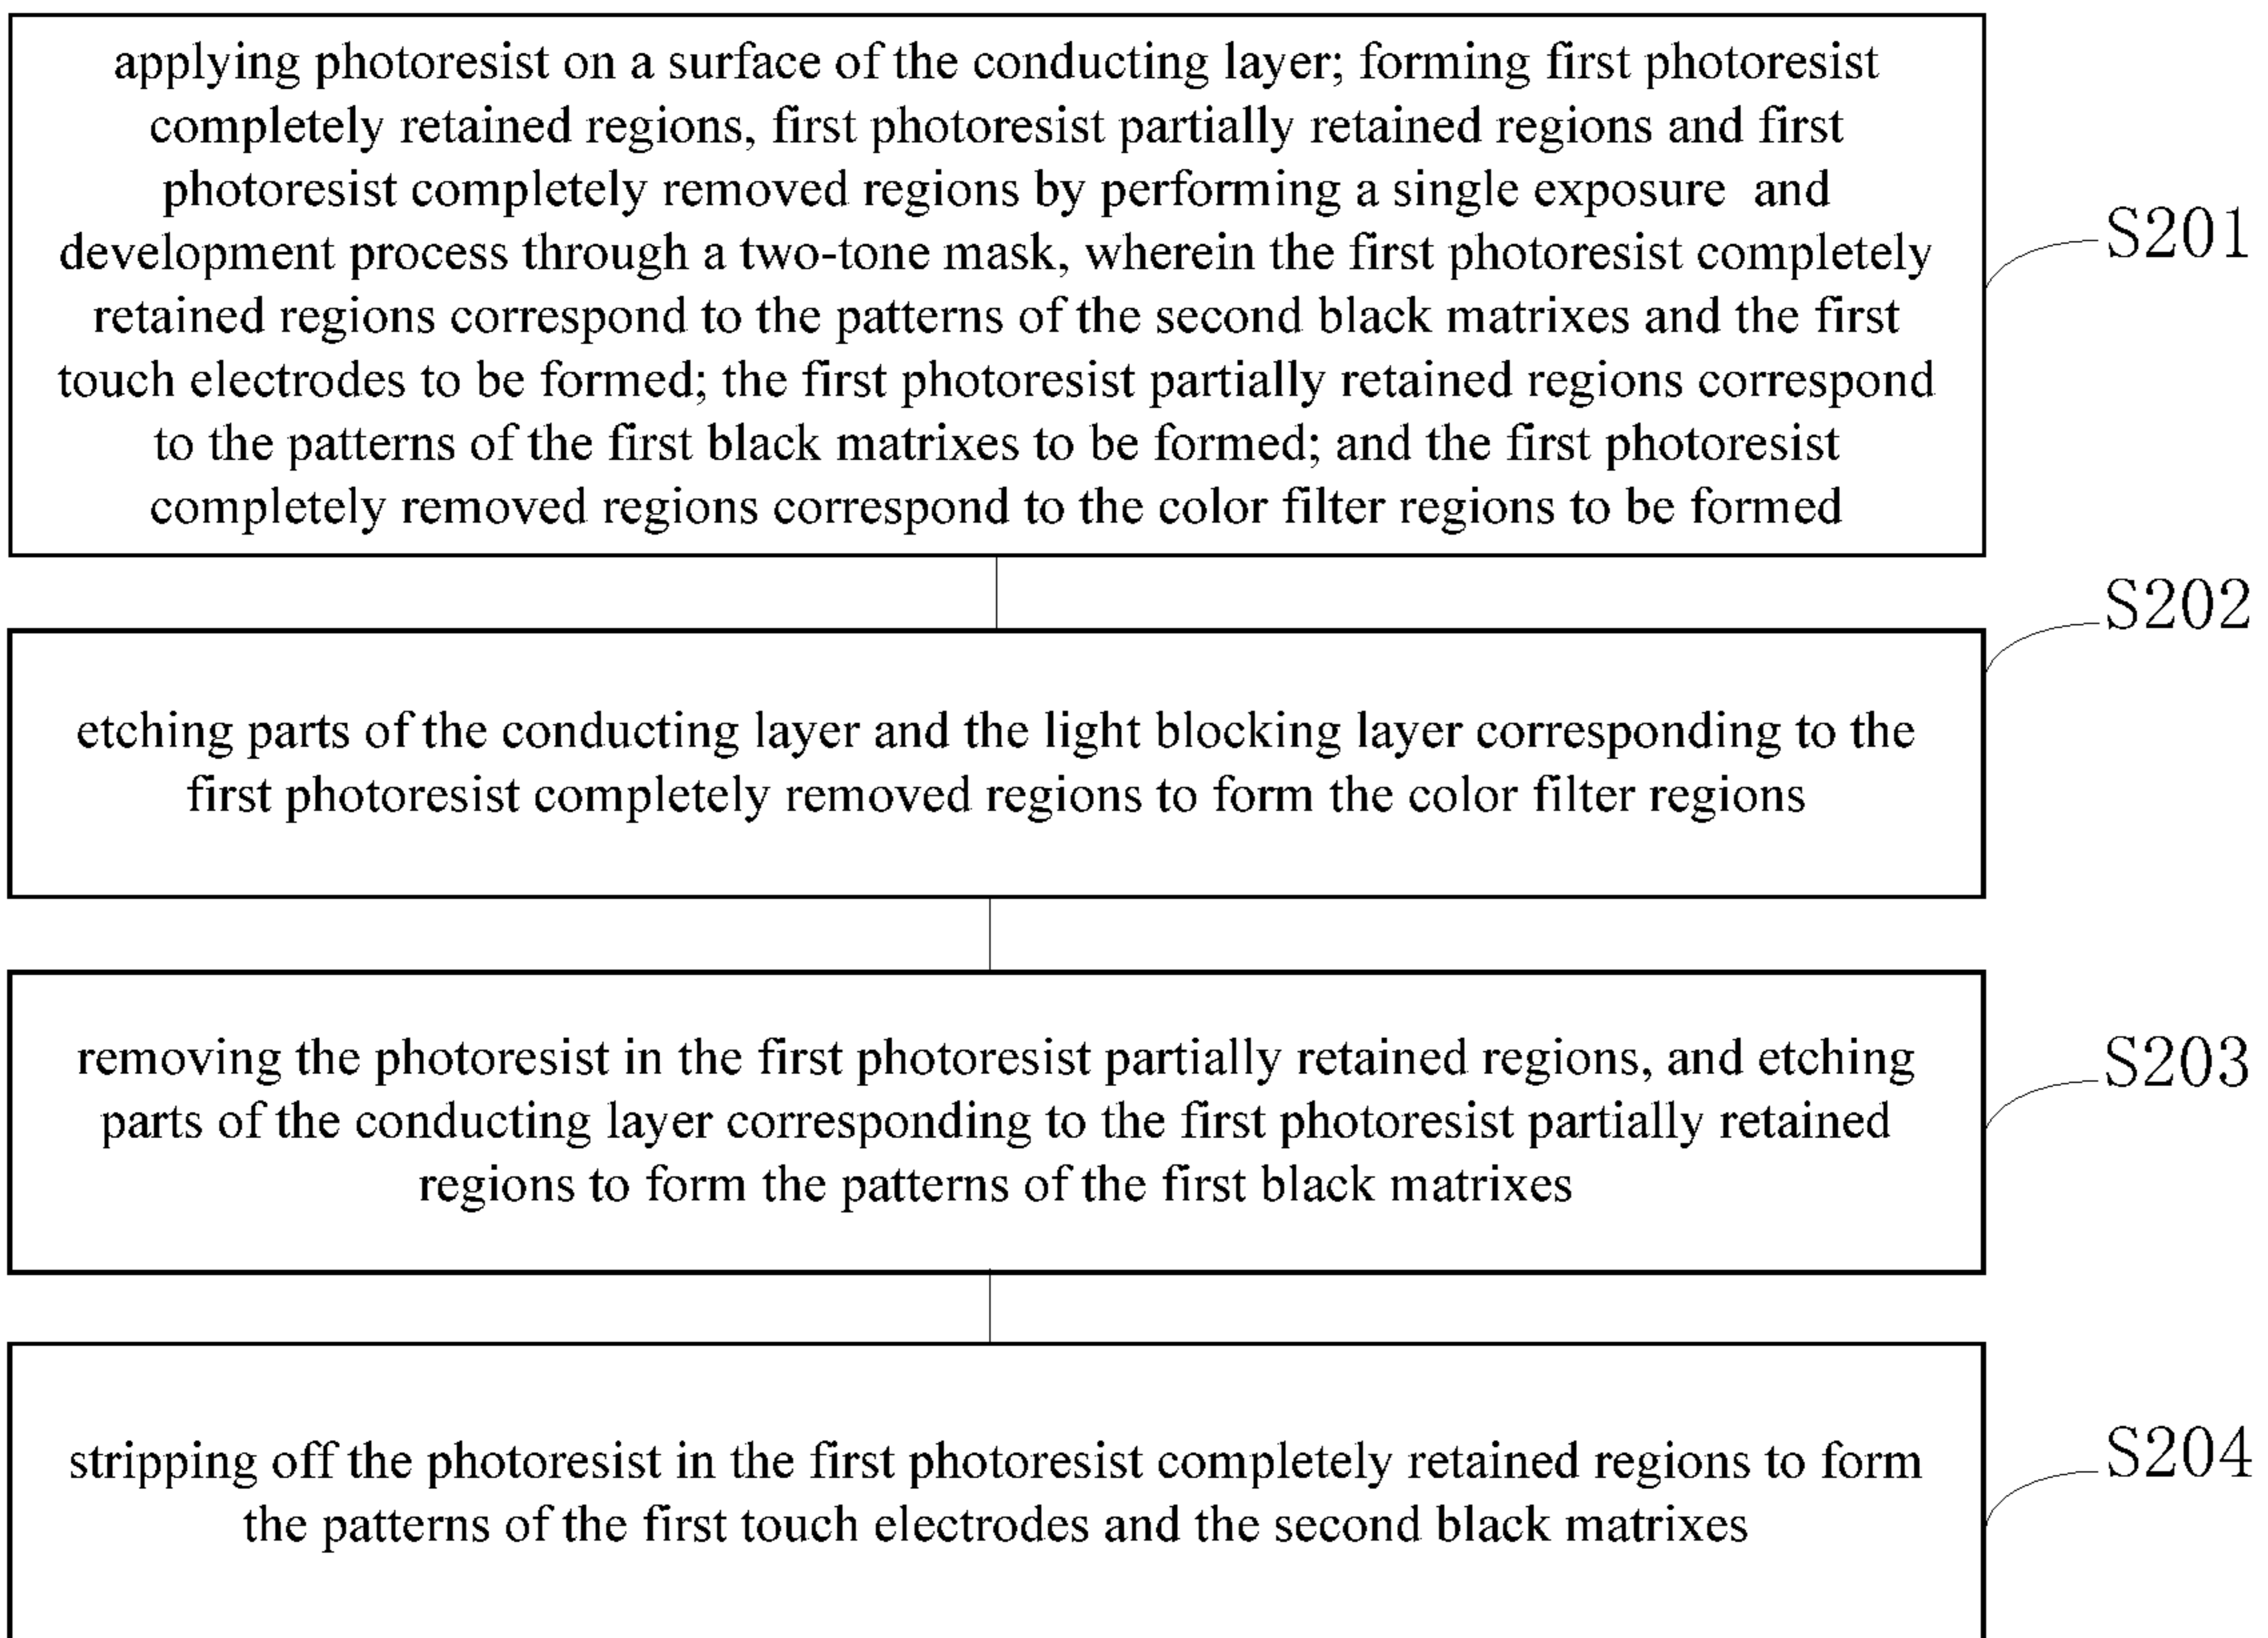 applying photoresist on a surface of the conducting layer; forming first photoresist
completely retained regions, first photoresist partially retained regions and first
photoresist completely removed regions by performing a single exposure and
development process through a two-tone mask, wherein the first photoresist completely
retained regions correspond to the patterns of the second black matrixes and the first
touch electrodes to be formed; the first photoresist partially retained regions correspond
to the patterns of the first black matrixes to be formed; and the first photoresist
completely removed regions correspond to the color filter regions to be formed
S201
S202
etching parts of the conducting layer and the light blocking layer corresponding to the
first photoresist completely removed regions to form the color filter regions
removing the photoresist in the first photoresist partially retained regions, and etching
parts of the conducting layer corresponding to the first photoresist partially retained
regions to form the patterns of the first black matrixes
S203
stripping off the photoresist in the first photoresist completely retained regions to form
the patterns of the first touch electrodes and the second black matrixes
S204